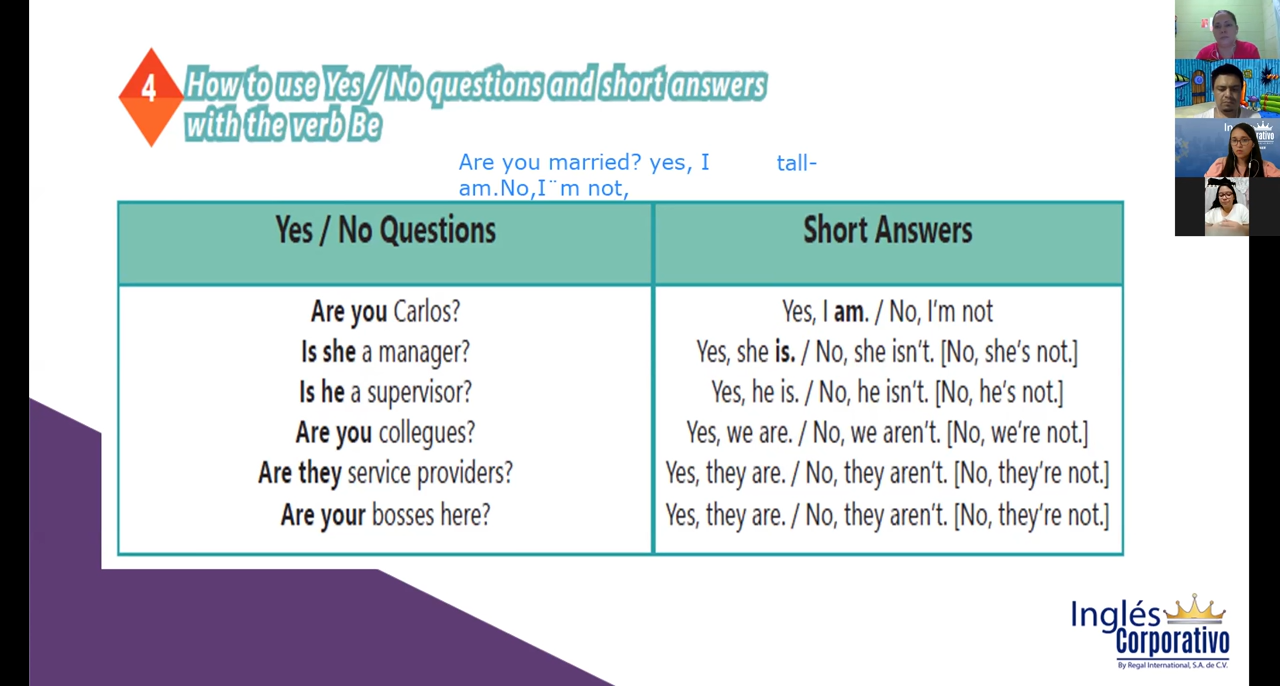 4
How to use Yes / No questions and short answers
with the verb Be
Are you married? yes, I tall-
am.No,I¨m not,
Yes / No Questions Short Answers
Are you Carlos? Yes, I am. / No, I'm not
Is she a manager? Yes, she is. / No, she isn't. [No, she's not.]
Is he a supervisor? Yes, he is. / No, he isn't. [No, he's not.]
Are you collegues? Yes, we are. / No, we aren't. [No, we're not.]
Are they service providers? Yes, they are. / No, they aren't. [No, they're not.]
Are your bosses here? Yes, they are. / No, they aren't. [No, they're not.]
Inglés
Corporativo
By Regal International, S.A. de C.V.